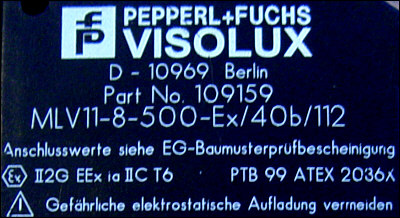 PEPPERL+FUCHS
VISOLUX
D - 10969 Berlin
Part No. 109159
MLV11-8-500-Ex/40b/112
Anschlusswerte siehe EG-Baumusterprüfbescheinigung
Ex II2G EEx ia IIC T6 PTB 99 ATEX 2036x
Gefährliche elektrostatische Aufladung vermeiden